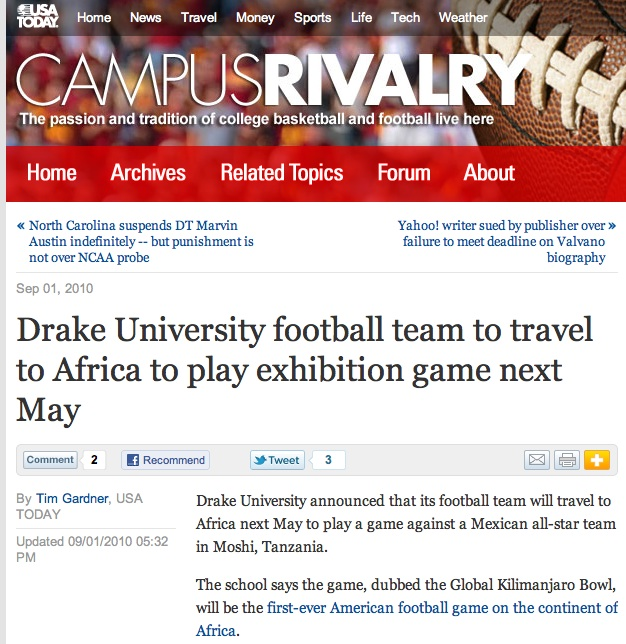 USA
TODAY
Home News Travel Money Sports Life Tech Weather
CAMPUSRIVALRY
The passion and tradition of college basketball and football live here
Home Archives Related Topics Forum About
« North Carolina suspends DT Marvin
Austin indefinitely -- but punishment is
not over NCAA probe
Yahoo! writer sued by publisher over »
failure to meet deadline on Valvano
biography
Sep 01, 2010
Drake University football team to travel
to Africa to play exhibition game next
May
Comment 2 Recommend Tweet 3
By Tim Gardner, USA
TODAY
Updated 09/01/2010 05:32
PM
Drake University announced that its football team will travel to
Africa next May to play a game against a Mexican all-star team
in Moshi, Tanzania.
The school says the game, dubbed the Global Kilimanjaro Bowl,
will be the first-ever American football game on the continent of
Africa.